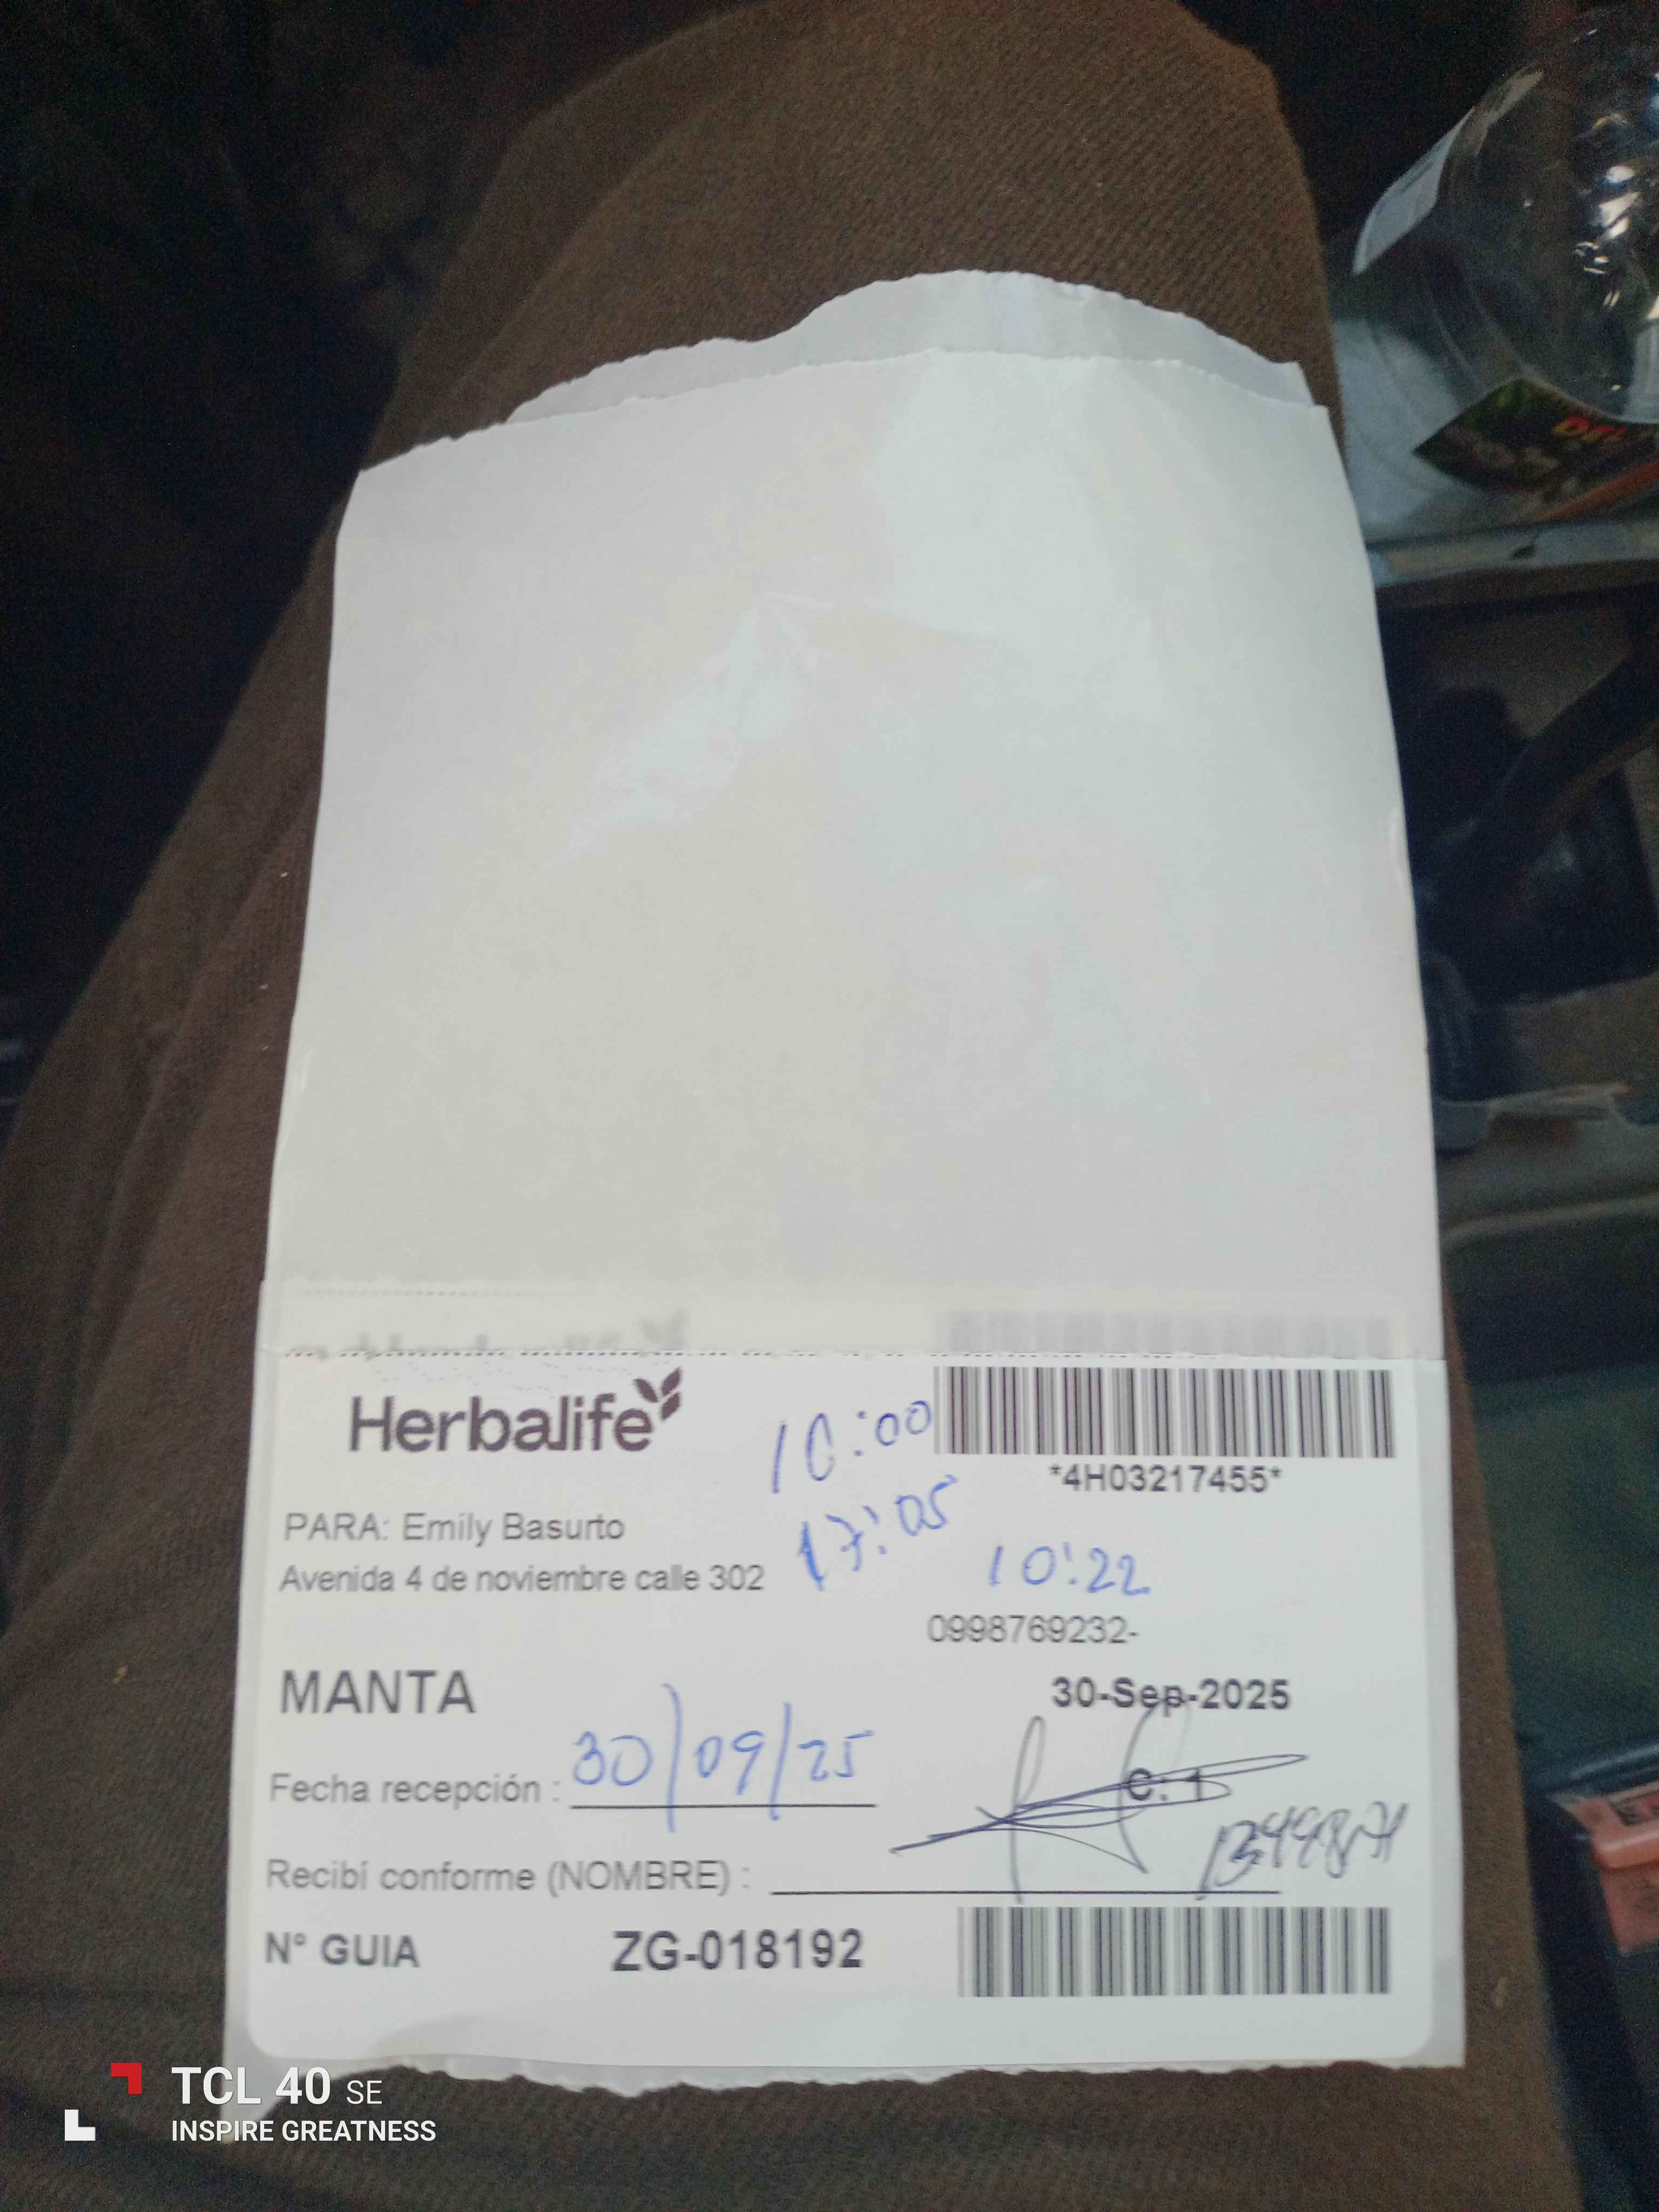 Herbalife
10:00
*4H03217455*
PARA: Emily Basurto
17:05
Avenida 4 de noviembre calle 302
10:22
0998769232-
MANTA
30-Sep-2025
Fecha recepción : 30/09/25
C: 1
Recibí conforme (NOMBRE) :
N° GUIA ZG-018192
TCL 40 SE
INSPIRE GREATNESS